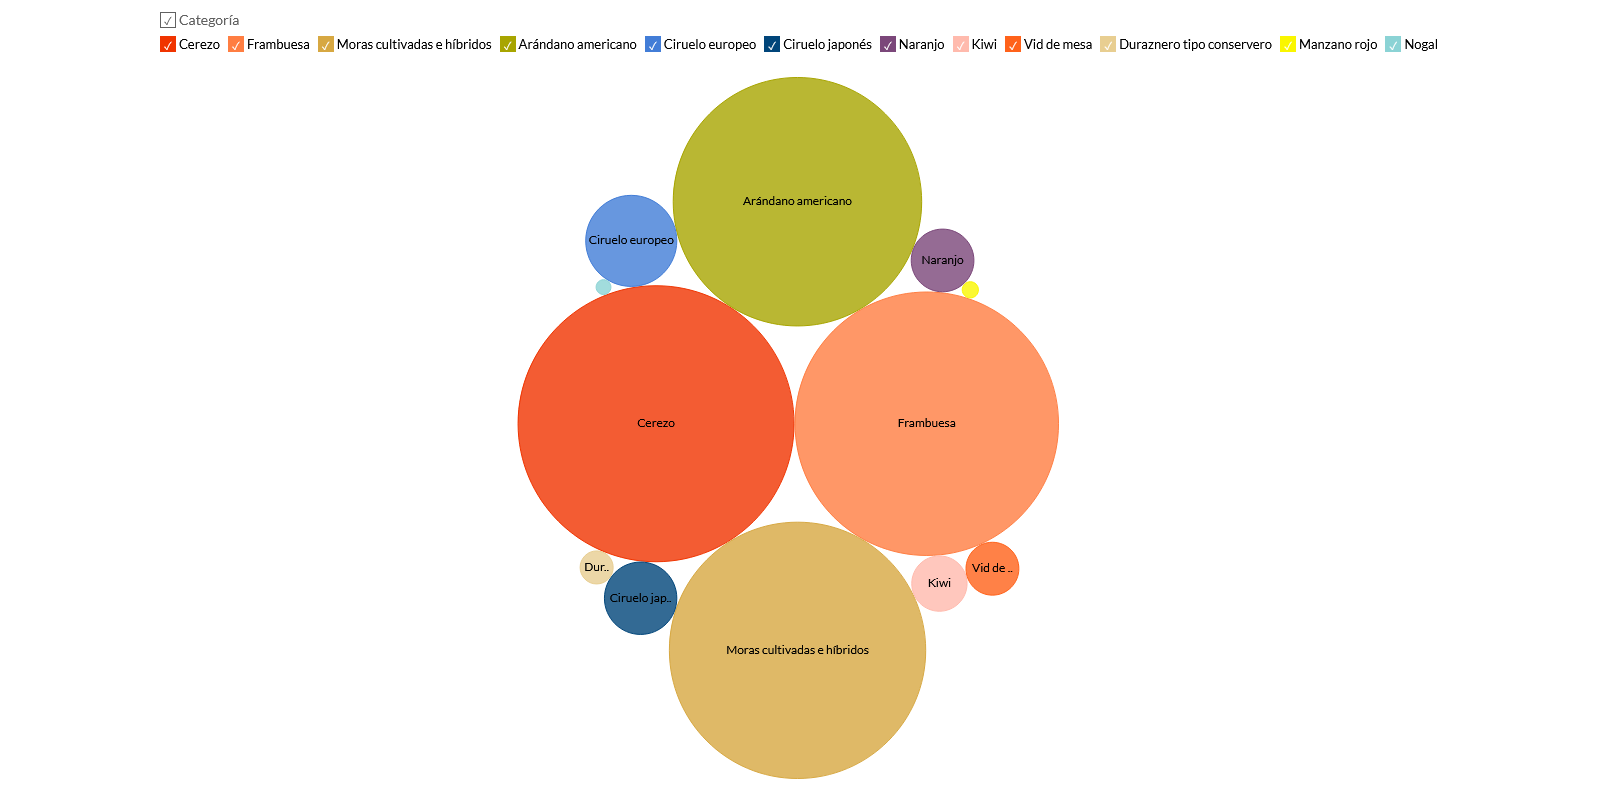 Categoría
Cerezo Frambuesa Moras cultivadas e híbridos Arándano americano Ciruelo europeo Ciruelo japonés Naranjo Kiwi Vid de mesa Duraznero tipo conservero Manzano rojo Nogal
Arándano americano
Ciruelo europeo
Naranjo
Cerezo
Frambuesa
Dur..
Vid de ..
Kiwi
Ciruelo jap..
Moras cultivadas e híbridos